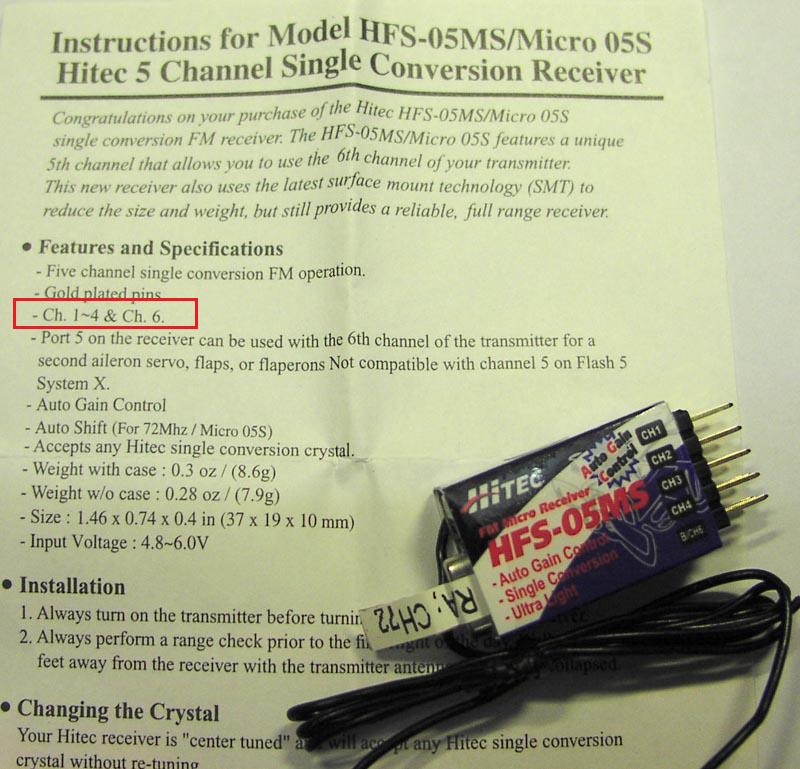 Instructions for Model HFS-05MS/Micro 05S
Hitec 5 Channel Single Conversion Receiver
Congratulations on your purchase of the Hitec HFS-05MS/Micro 05S
single conversion FM receiver. The HFS-05MS/Micro 05S features a unique
5th channel that allows you to use the 6th channel of your transmitter.
This new receiver also uses the latest surface mount technology (SMT) to
reduce the size and weight, but still provides a reliable, full range receiver.
• Features and Specifications
- Five channel single conversion FM operation.
- Gold plated pins
- Ch. 1~4 & Ch. 6.
- Port 5 on the receiver can be used with the 6th channel of the transmitter for a
second aileron servo, flaps, or flaperons Not compatible with channel 5 on Flash 5
System X.
- Auto Gain Control
- Auto Shift (For 72Mhz / Micro 05S)
- Accepts any Hitec single conversion crystal.
- Weight with case : 0.3 oz / (8.6g)
- Weight w/o case : 0.28 oz / (7.9g)
- Size : 1.46 x 0.74 x 0.4 in (37 x 19 x 10 mm)
- Input Voltage : 4.8~6.0V
• Installation
1. Always turn on the transmitter before turnin
2. Always perform a range check prior to the fi of the day
feet away from the receiver with the transmitter antenn collapsed.
• Changing the Crystal
Your Hitec receiver is "center tuned" and will accept any Hitec single conversion
crystal without re-tuning
HiTEC
Auto Gain
Control
FM Micro Receiver
HFS-05MS
- Auto Gain Control
- Single Conversion
- Ultra Light
CH1
CH2
CH3
CH4
B/CH6
RA; CH72